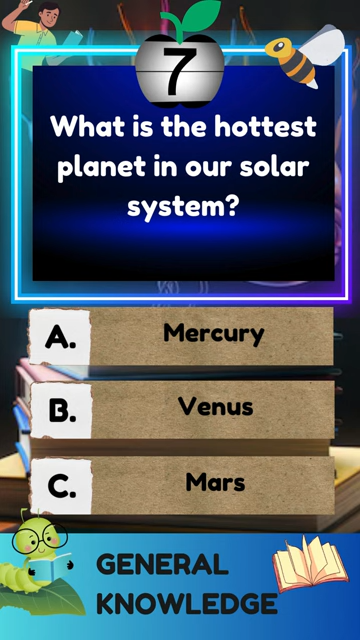 7
What is the hottest
planet in our solar
system?
A. Mercury
B. Venus
C. Mars
GENERAL
KNOWLEDGE